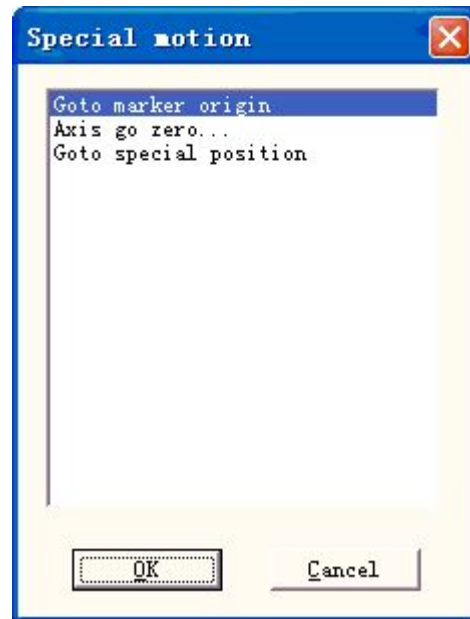 Special motion
Goto marker origin
Axis go zero...
Goto special position
OK
Cancel